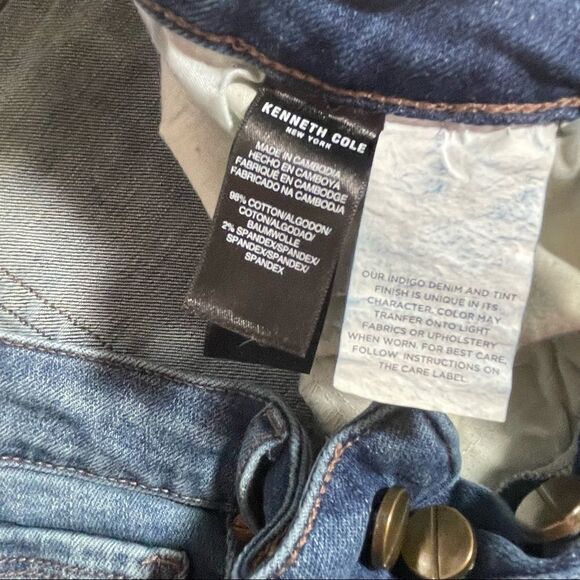 KENNETH COLE
NEW YORK
MADE IN CAMBODIA
HECHO EN CAMBOYA
FABRIQUÉ EN CAMBODGE
FABRICADO NA CAMBODJA
98% COTTON/ALGODON/
COTON/ALGODAO/
BAUMWOLLE
2% SPANDEX/SPANDEX/
SPANDEX/SPANDEX/
SPANDEX
OUR INDIGO DENIM AND TINT
FINISH IS UNIQUE IN ITS
CHARACTER. COLOR MAY
TRANFER ONTO LIGHT
FABRICS OR UPHOLSTERY
WHEN WORN. FOR BEST CARE,
FOLLOW INSTRUCTIONS ON
THE CARE LABEL.